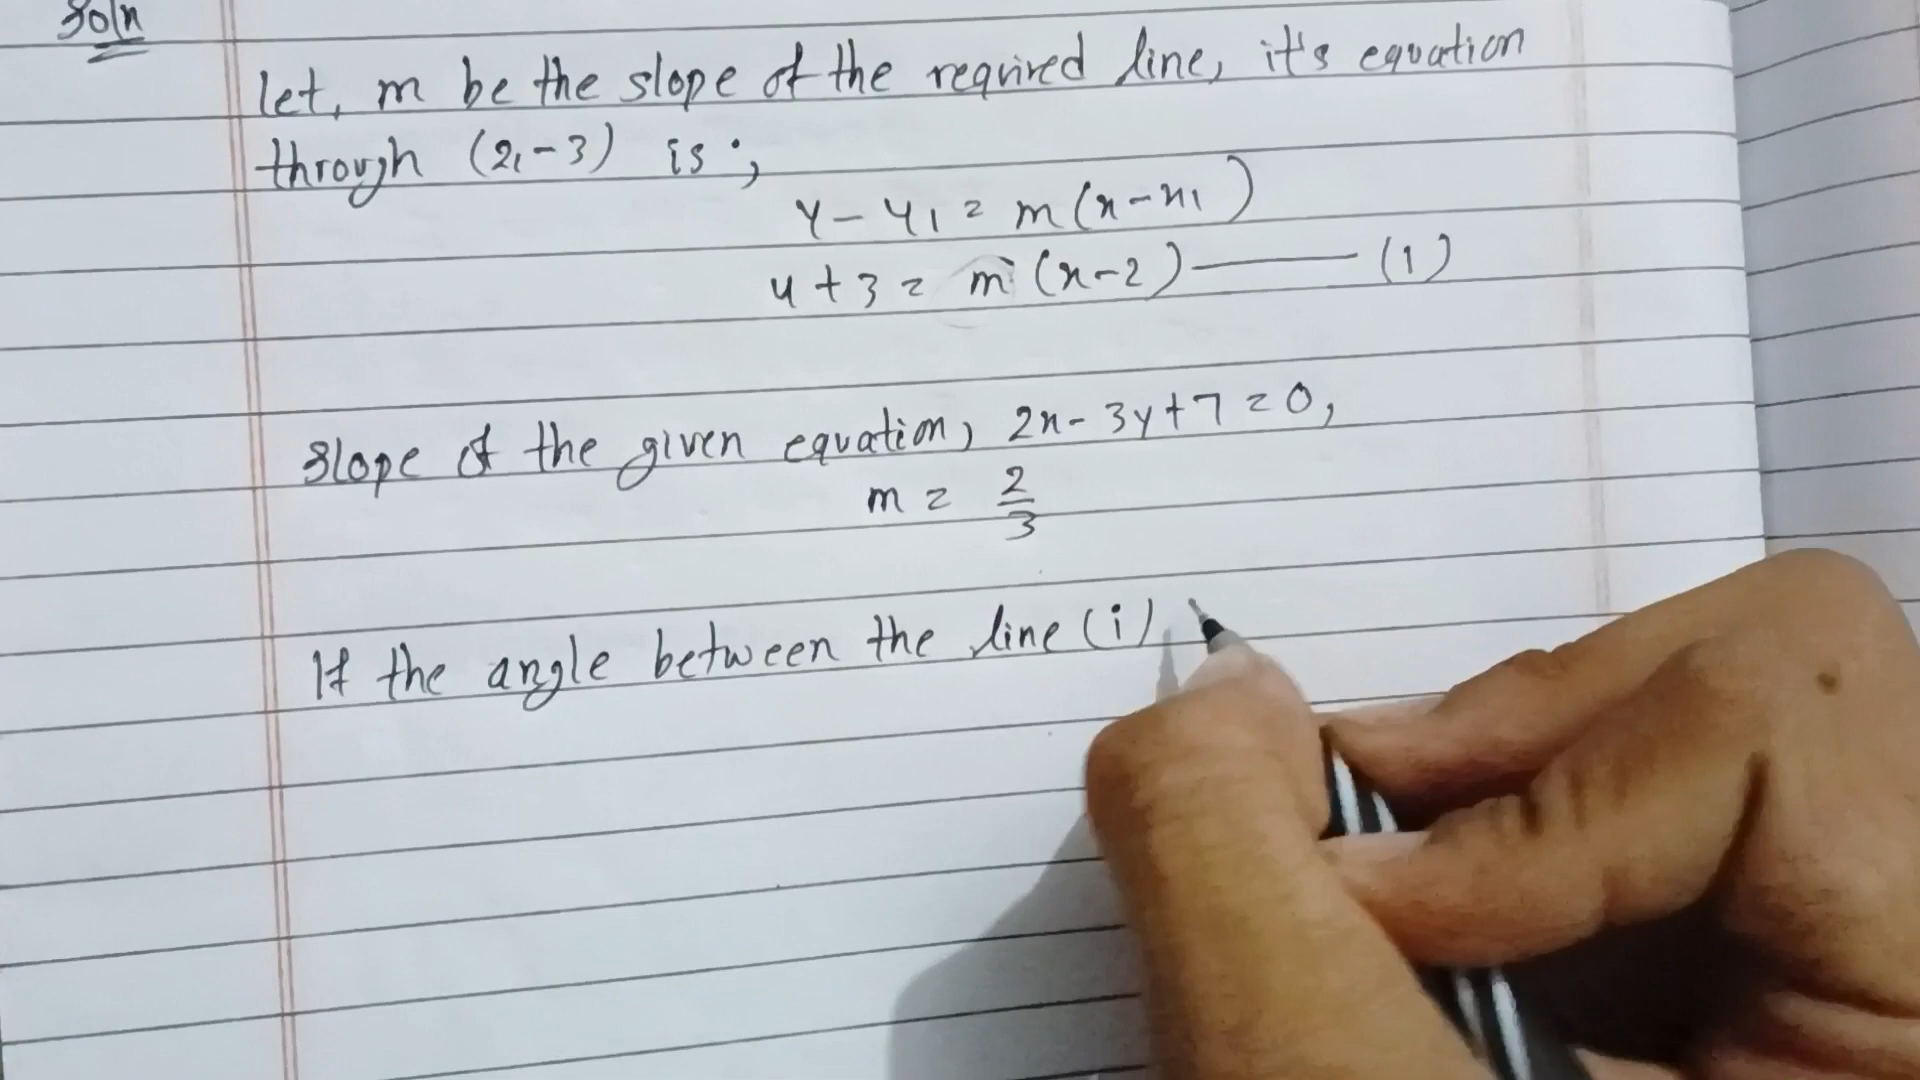 Soln
let, m be the slope of the required line, it's equation
through (2,-3) is ;
y - y1 = m(x-x1)
y + 3 = m (x-2) ——— (1)
slope of the given equation, 2x - 3y + 7 = 0,
m = 2/3
If the angle between the line (i)